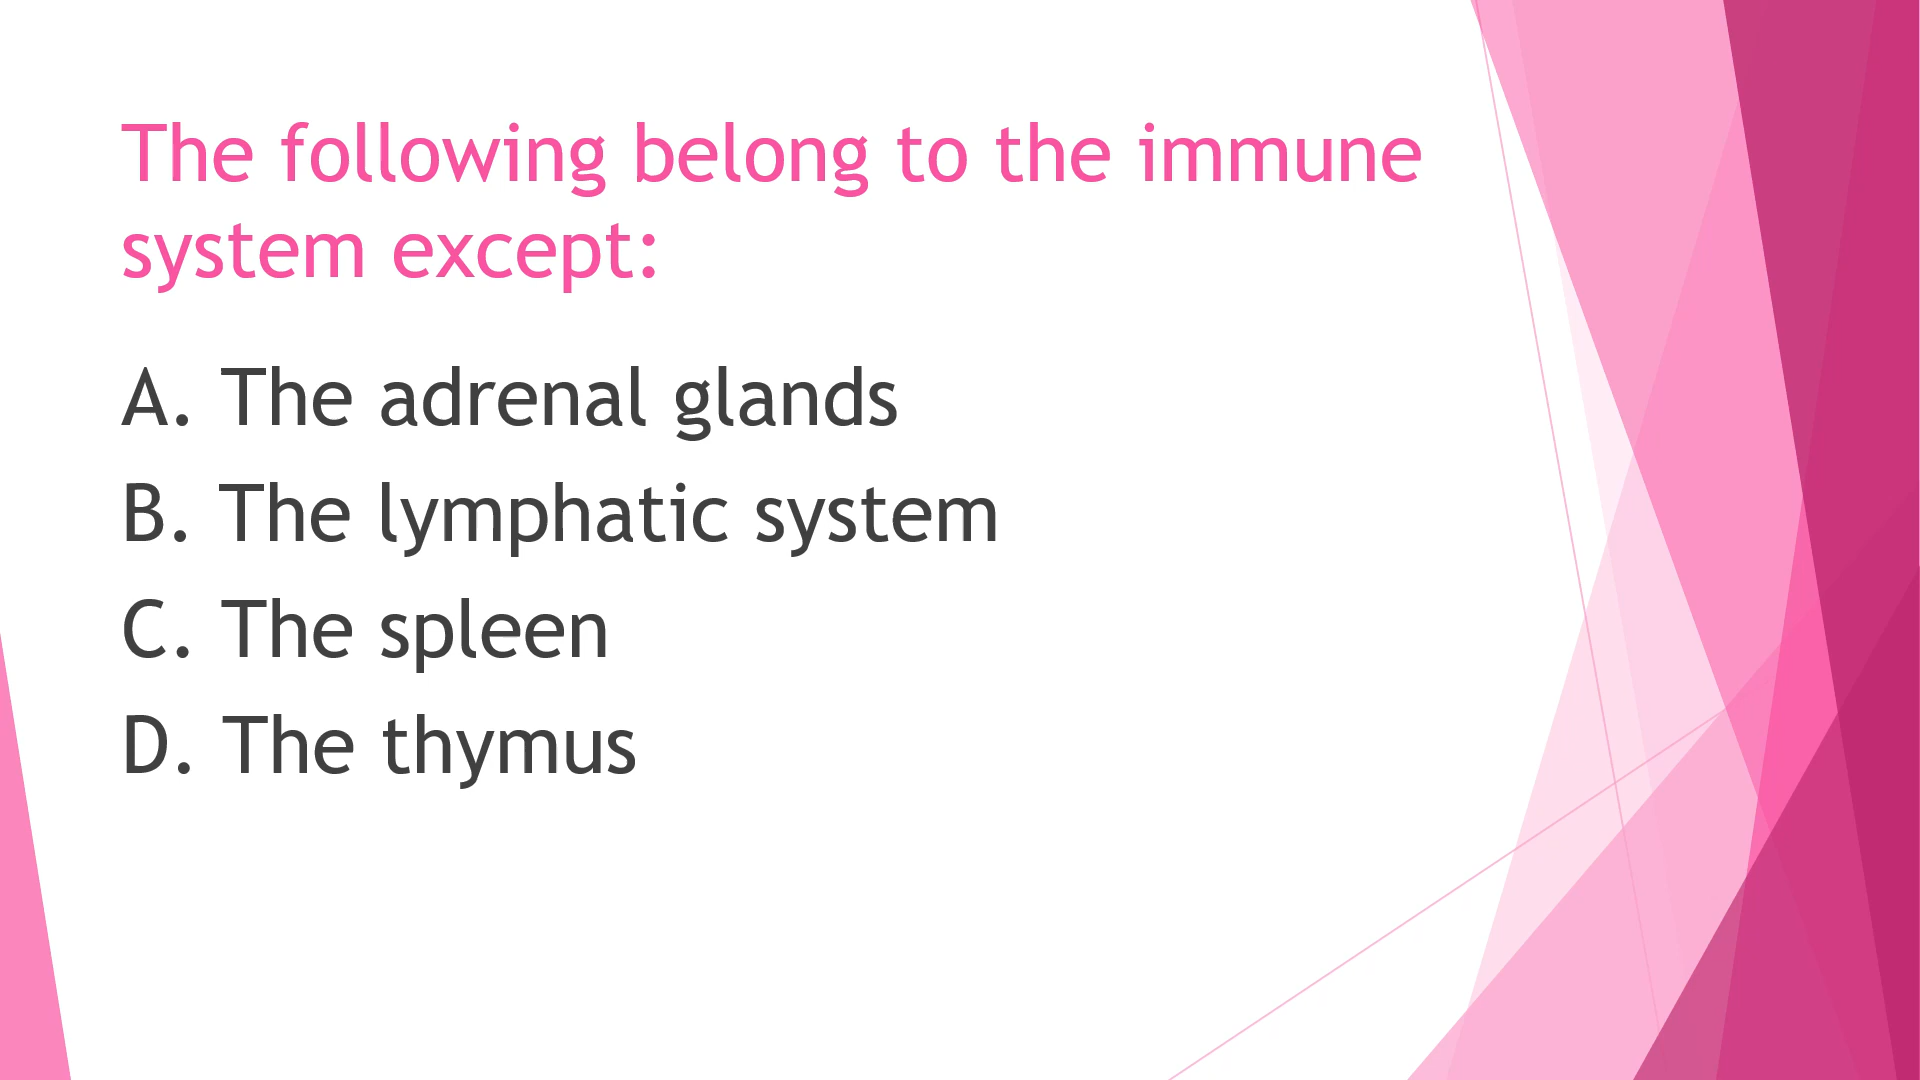 The following belong to the immune
system except:
A. The adrenal glands
B. The lymphatic system
C. The spleen
D. The thymus